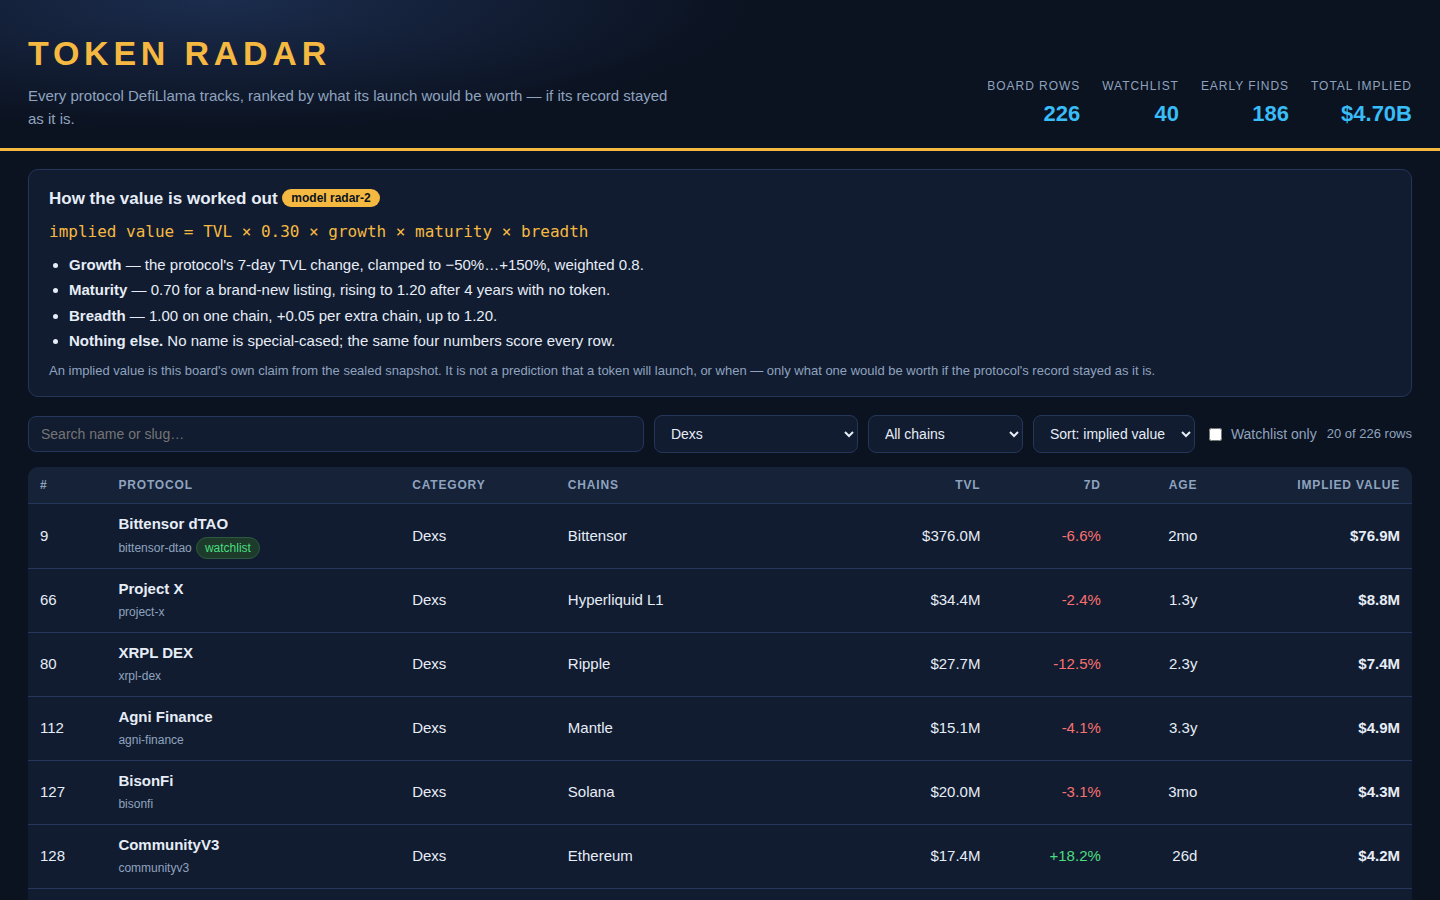 TOKEN RADAR
Every protocol DefiLlama tracks, ranked by what its launch would be worth — if its record stayed
as it is.
BOARD ROWS WATCHLIST EARLY FINDS TOTAL IMPLIED
226 40 186 $4.70B
How the value is worked out model radar-2
implied value = TVL × 0.30 × growth × maturity × breadth
• Growth — the protocol's 7-day TVL change, clamped to −50%…+150%, weighted 0.8.
• Maturity — 0.70 for a brand-new listing, rising to 1.20 after 4 years with no token.
• Breadth — 1.00 on one chain, +0.05 per extra chain, up to 1.20.
• Nothing else. No name is special-cased; the same four numbers score every row.
An implied value is this board's own claim from the sealed snapshot. It is not a prediction that a token will launch, or when — only what one would be worth if the protocol's record stayed as it is.
Search name or slug… Dexs All chains Sort: implied value Watchlist only 20 of 226 rows
# PROTOCOL CATEGORY CHAINS TVL 7D AGE IMPLIED VALUE
9 Bittensor dTAO Dexs Bittensor $376.0M -6.6% 2mo $76.9M
bittensor-dtao watchlist
66 Project X Dexs Hyperliquid L1 $34.4M -2.4% 1.3y $8.8M
project-x
80 XRPL DEX Dexs Ripple $27.7M -12.5% 2.3y $7.4M
xrpl-dex
112 Agni Finance Dexs Mantle $15.1M -4.1% 3.3y $4.9M
agni-finance
127 BisonFi Dexs Solana $20.0M -3.1% 3mo $4.3M
bisonfi
128 CommunityV3 Dexs Ethereum $17.4M +18.2% 26d $4.2M
communityv3